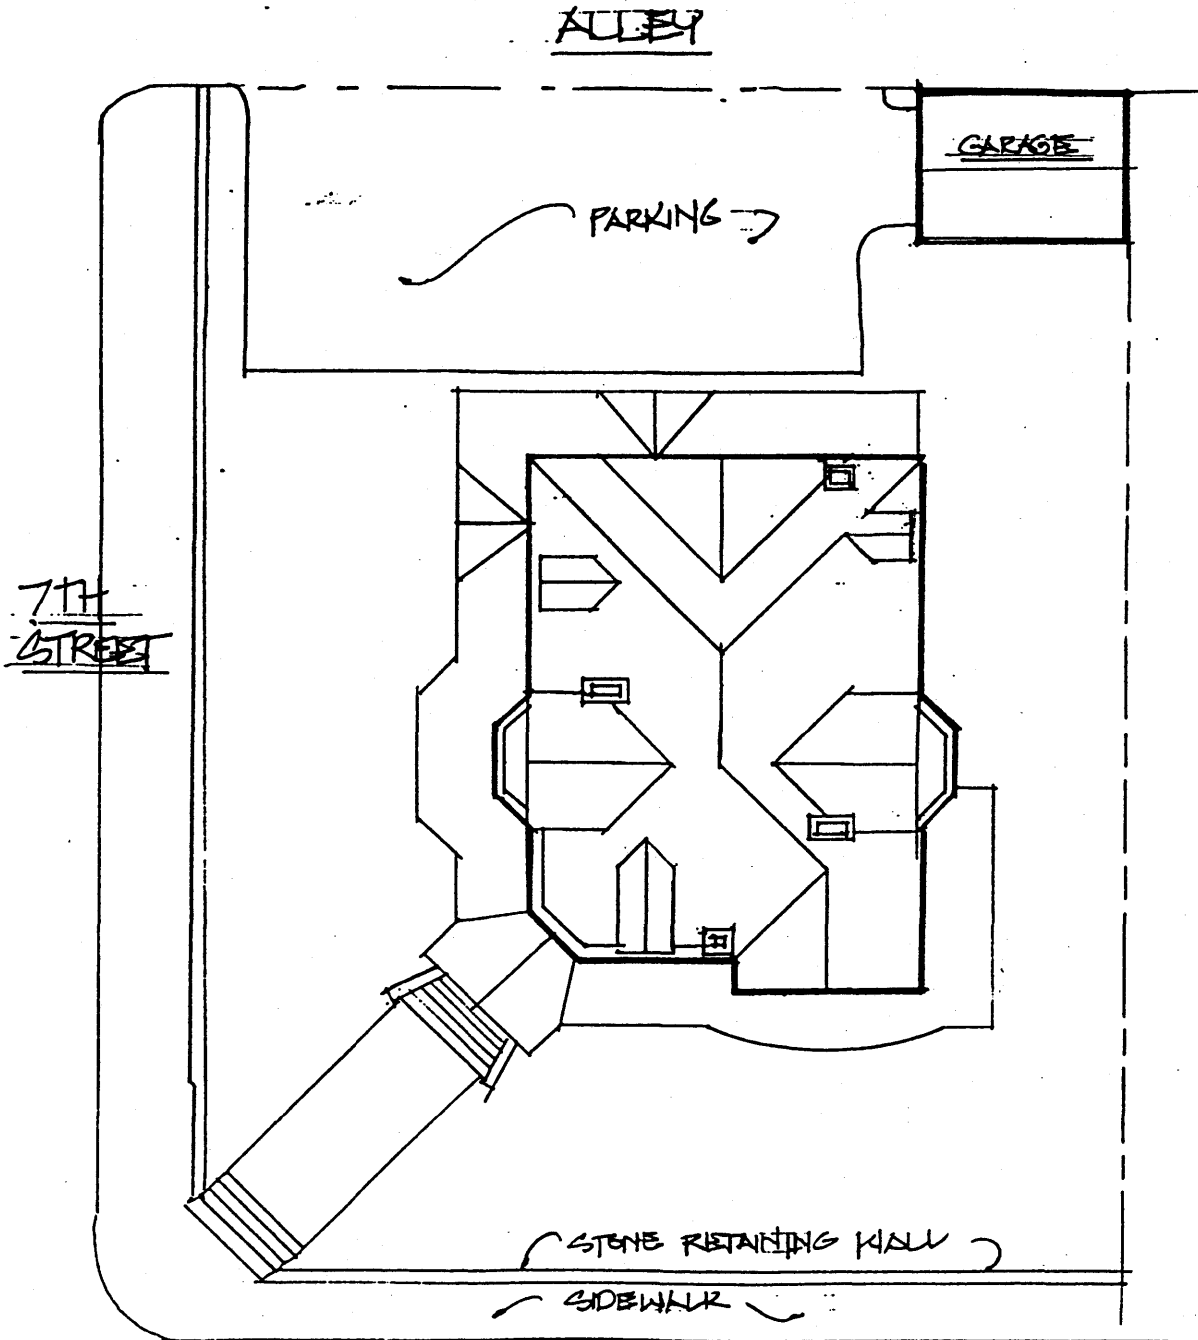 ALLEY
GARAGE
PARKING
7TH
STREET
STONE RETAINING WALL
SIDEWALK